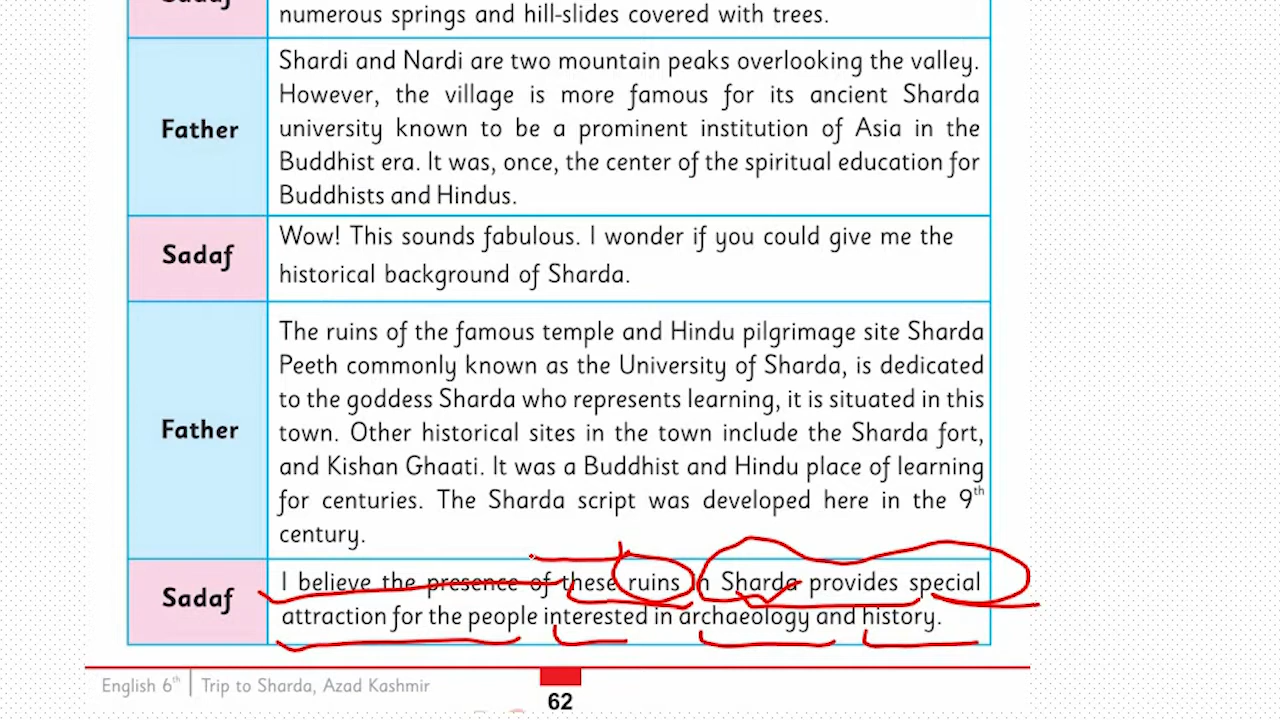 Sadaf
numerous springs and hill-slides covered with trees.
Father
Shardi and Nardi are two mountain peaks overlooking the valley.
However, the village is more famous for its ancient Sharda
university known to be a prominent institution of Asia in the
Buddhist era. It was, once, the center of the spiritual education for
Buddhists and Hindus.
Sadaf
Wow! This sounds fabulous. I wonder if you could give me the
historical background of Sharda.
Father
The ruins of the famous temple and Hindu pilgrimage site Sharda
Peeth commonly known as the University of Sharda, is dedicated
to the goddess Sharda who represents learning, it is situated in this
town. Other historical sites in the town include the Sharda fort,
and Kishan Ghaati. It was a Buddhist and Hindu place of learning
for centuries. The Sharda script was developed here in the 9th
century.
Sadaf
I believe the presence of these ruins in Sharda provides special
attraction for the people interested in archaeology and history.
English 6th | Trip to Sharda, Azad Kashmir
62